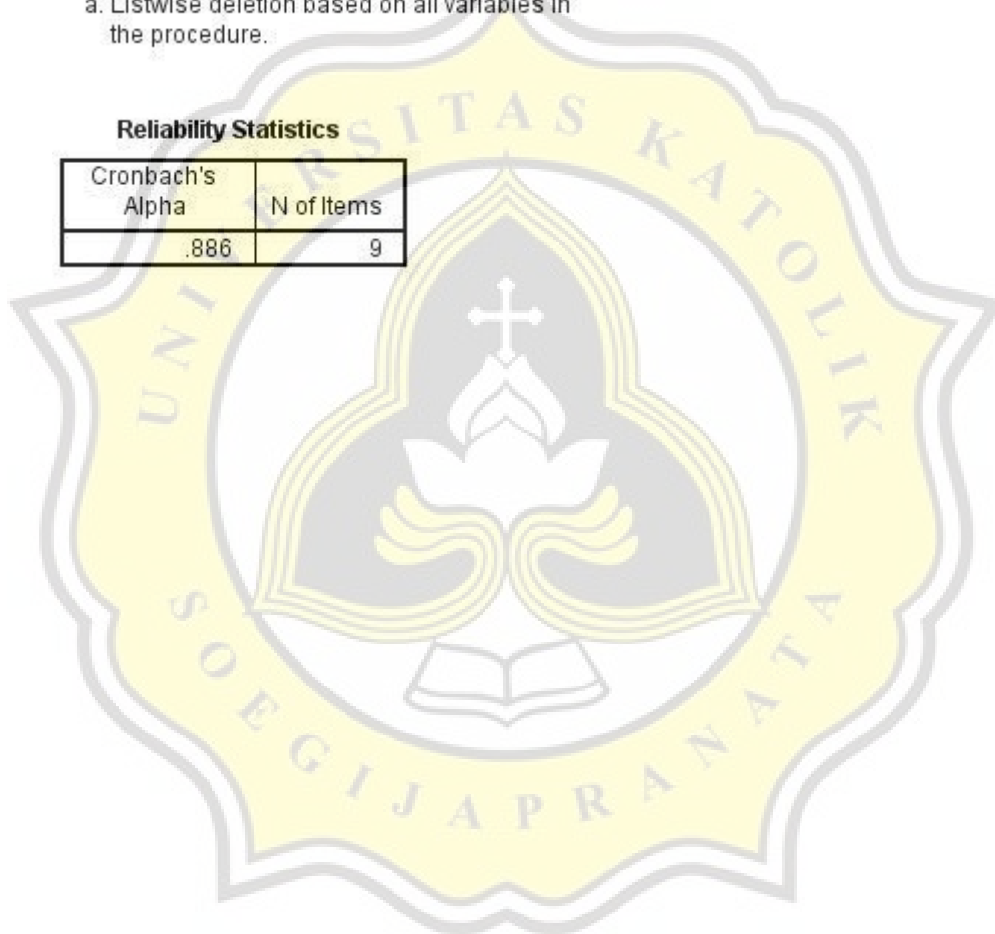 a. Listwise deletion based on all variables in
the procedure.
Reliability Statistics
Cronbach's
Alpha N of Items
.886 9
UNIVERSITAS KATOLIK
SOEGIJAPRANATA